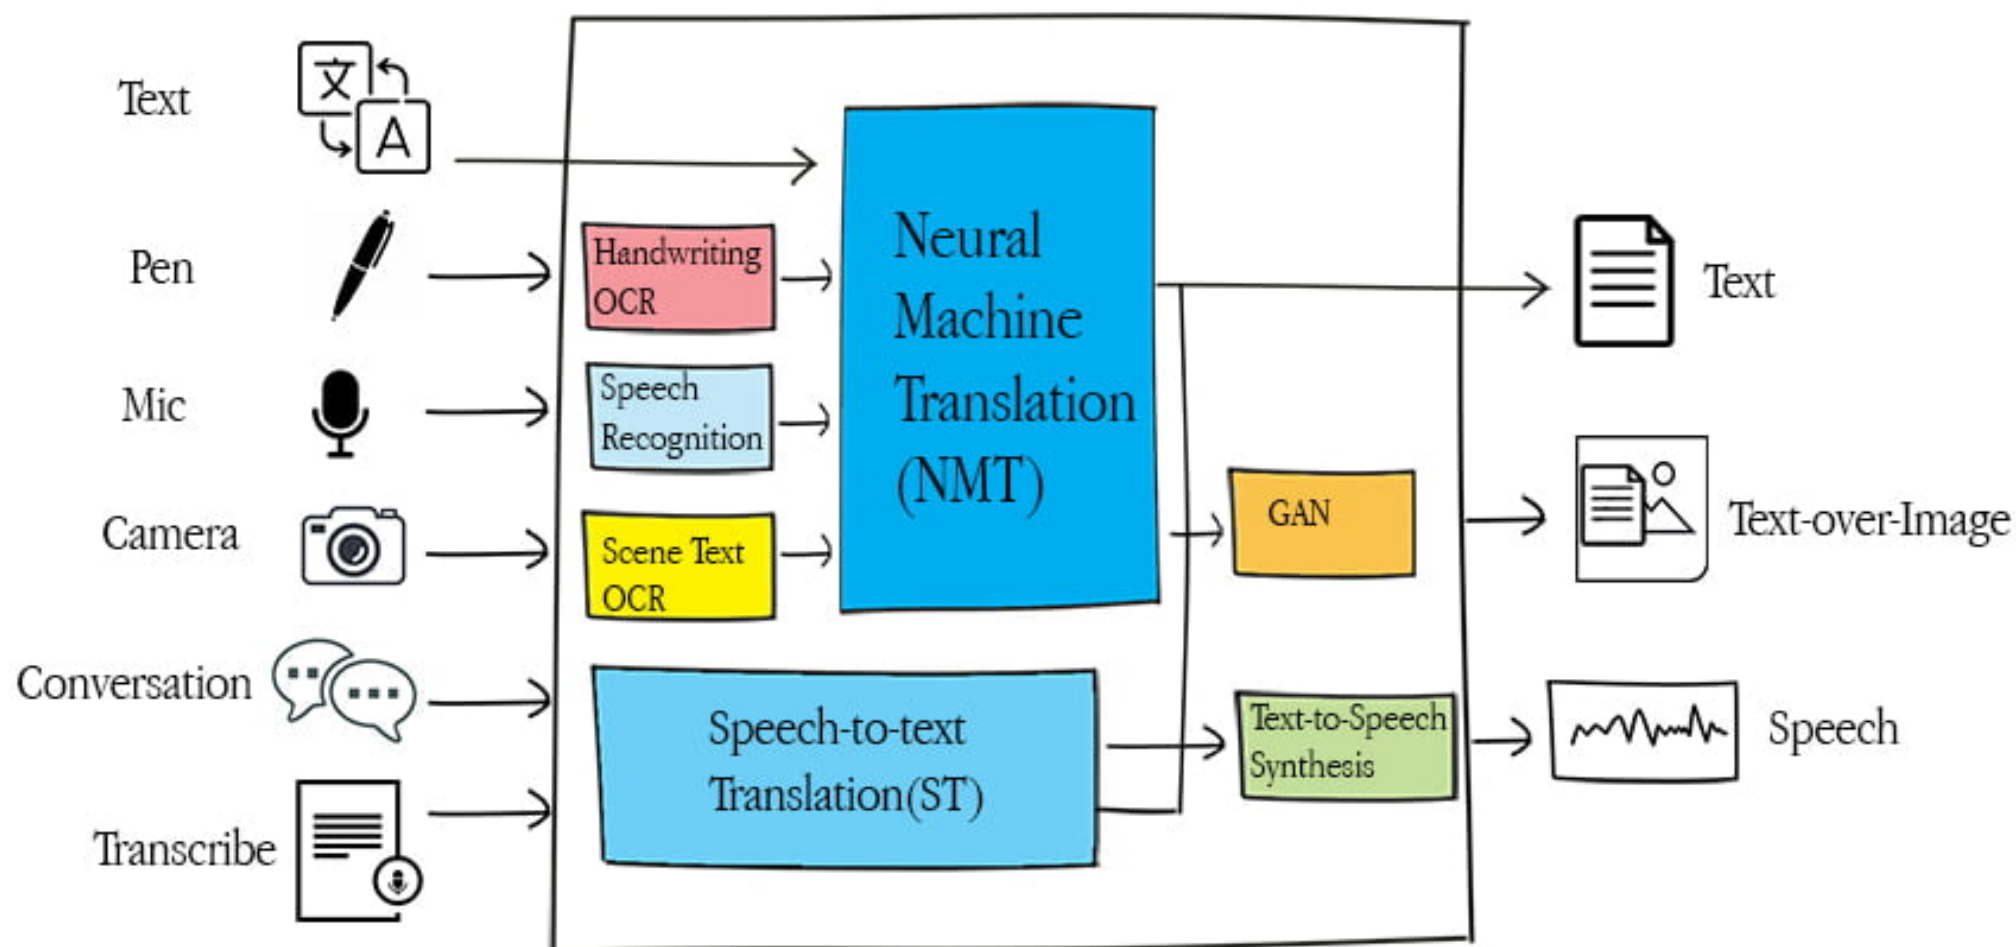 Text
文
A
Pen
Mic
Camera
Conversation
Transcribe
Handwriting
OCR
Speech
Recognition
Scene Text
OCR
Neural
Machine
Translation
(NMT)
Speech-to-text
Translation(ST)
GAN
Text-to-Speech
Synthesis
Text
Text-over-Image
Speech